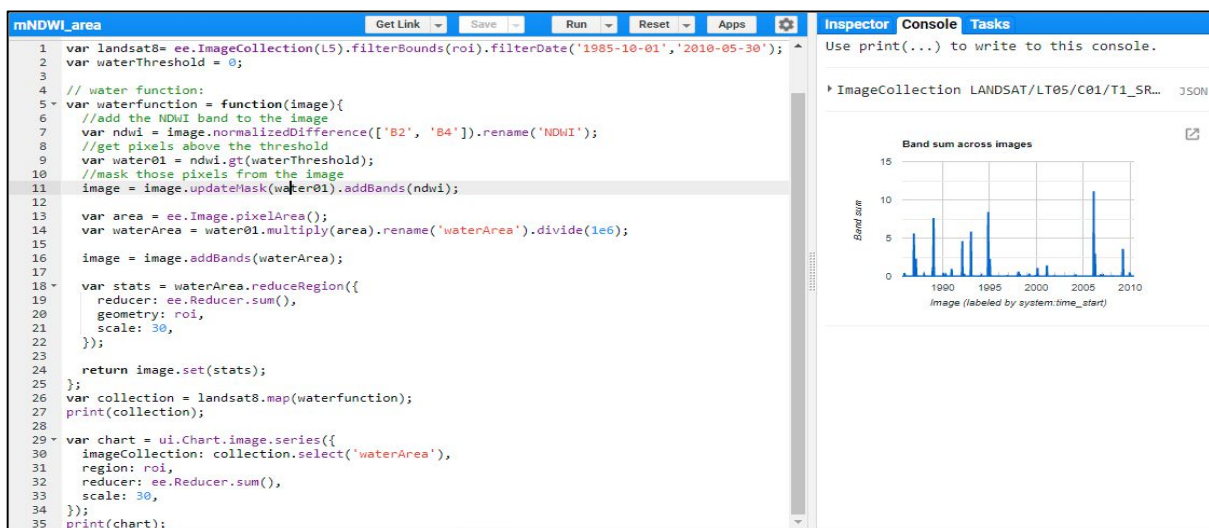 mNDWI_area Get Link Save Run Reset Apps
1 var landsat8= ee.ImageCollection(L5).filterBounds(roi).filterDate('1985-10-01','2010-05-30');
2 var waterThreshold = 0;
3
4 // water function:
5 var waterfunction = function(image){
6 //add the NDWI band to the image
7 var ndwi = image.normalizedDifference(['B2', 'B4']).rename('NDWI');
8 //get pixels above the threshold
9 var water01 = ndwi.gt(waterThreshold);
10 //mask those pixels from the image
11 image = image.updateMask(water01).addBands(ndwi);
12
13 var area = ee.Image.pixelArea();
14 var waterArea = water01.multiply(area).rename('waterArea').divide(1e6);
15
16 image = image.addBands(waterArea);
17
18 var stats = waterArea.reduceRegion({
19 reducer: ee.Reducer.sum(),
20 geometry: roi,
21 scale: 30,
22 });
23
24 return image.set(stats);
25 };
26 var collection = landsat8.map(waterfunction);
27 print(collection);
28
29 var chart = ui.Chart.image.series({
30 imageCollection: collection.select('waterArea'),
31 region: roi,
32 reducer: ee.Reducer.sum(),
33 scale: 30,
34 });
35 print(chart);
Inspector Console Tasks
Use print(...) to write to this console.
ImageCollection LANDSAT/LT05/C01/T1_SR… JSON
Band sum across images
15
10
5
0
Band sum
1990 1995 2000 2005 2010
Image (labeled by system:time_start)